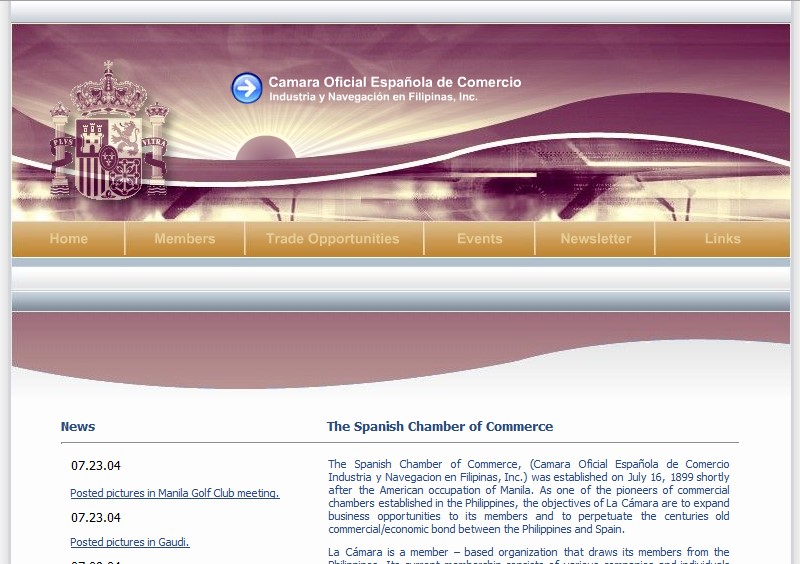 Camara Oficial Española de Comercio
Industria y Navegación en Filipinas, Inc.
PLVS VLTRA
Home Members Trade Opportunities Events Newsletter Links
News
07.23.04
Posted pictures in Manila Golf Club meeting.
07.23.04
Posted pictures in Gaudi.
The Spanish Chamber of Commerce
The Spanish Chamber of Commerce, (Camara Oficial Española de Comercio
Industria y Navegacion en Filipinas, Inc.) was established on July 16, 1899 shortly
after the American occupation of Manila. As one of the pioneers of commercial
chambers established in the Philippines, the objectives of La Cámara are to expand
business opportunities to its members and to perpetuate the centuries old
commercial/economic bond between the Philippines and Spain.
La Cámara is a member – based organization that draws its members from the